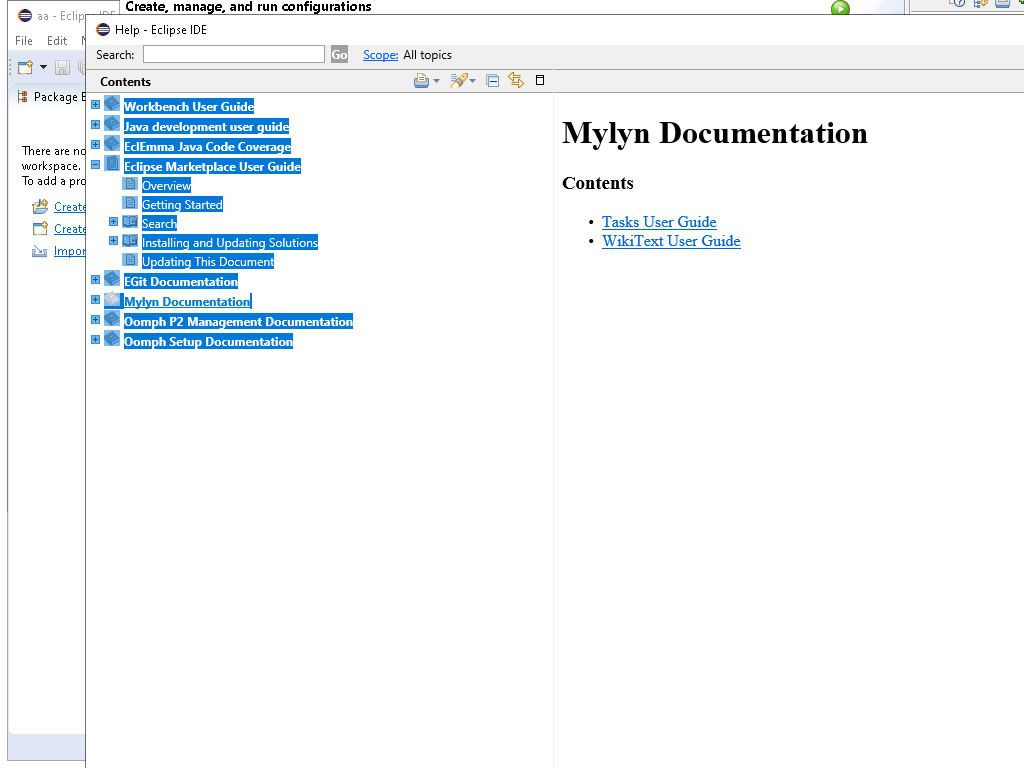 Create, manage, and run configurations
aa - Eclipse IDE
Help - Eclipse IDE
File Edit
Search: Go Scope: All topics
Contents
Package E
Workbench User Guide
Java development user guide
EclEmma Java Code Coverage
Eclipse Marketplace User Guide
Overview
Getting Started
Search
Installing and Updating Solutions
Updating This Document
EGit Documentation
Mylyn Documentation
Oomph P2 Management Documentation
Oomph Setup Documentation
There are no
workspace.
To add a pro
Create
Create
Impor
Mylyn Documentation
Contents
• Tasks User Guide
• WikiText User Guide